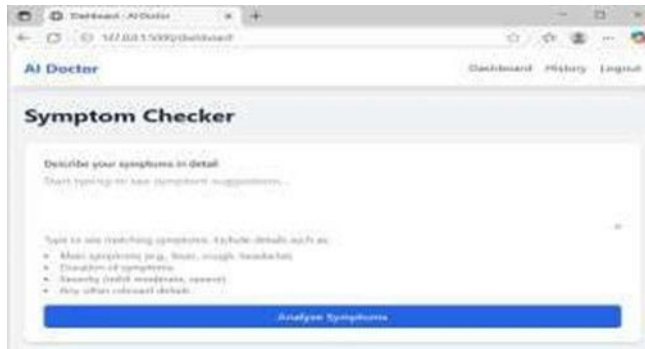 Dashboard - AI Doctor
127.0.0.1:5000/dashboard
AI Doctor
Dashboard History Logout
Symptom Checker
Describe your symptoms in detail
Start typing to see symptom suggestions...
Type to see matching symptoms. Include details such as:
• Main symptoms (e.g., fever, cough, headache)
• Duration of symptoms
• Severity (mild, moderate, severe)
• Any other relevant details
Analyze Symptoms